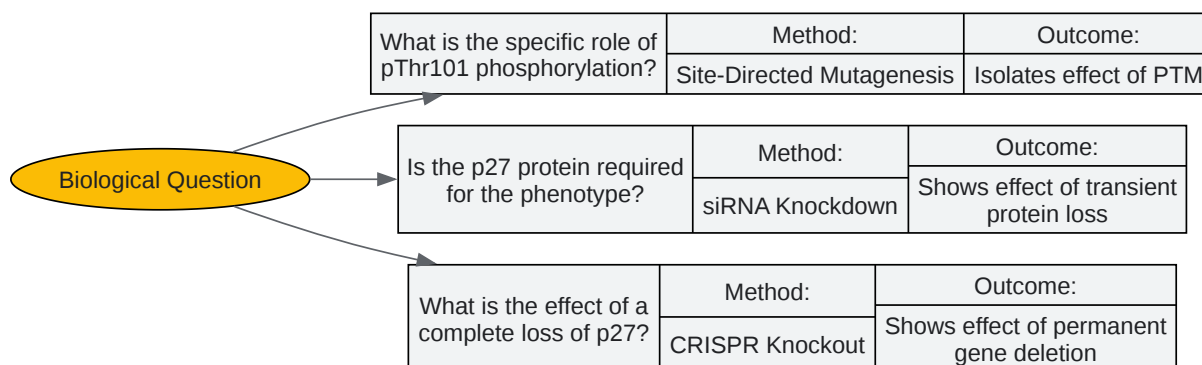 Biological Question
What is the specific role of
pThr101 phosphorylation?
Method:
Site-Directed Mutagenesis
Outcome:
Isolates effect of PTM
Is the p27 protein required
for the phenotype?
Method:
siRNA Knockdown
Outcome:
Shows effect of transient
protein loss
What is the effect of a
complete loss of p27?
Method:
CRISPR Knockout
Outcome:
Shows effect of permanent
gene deletion